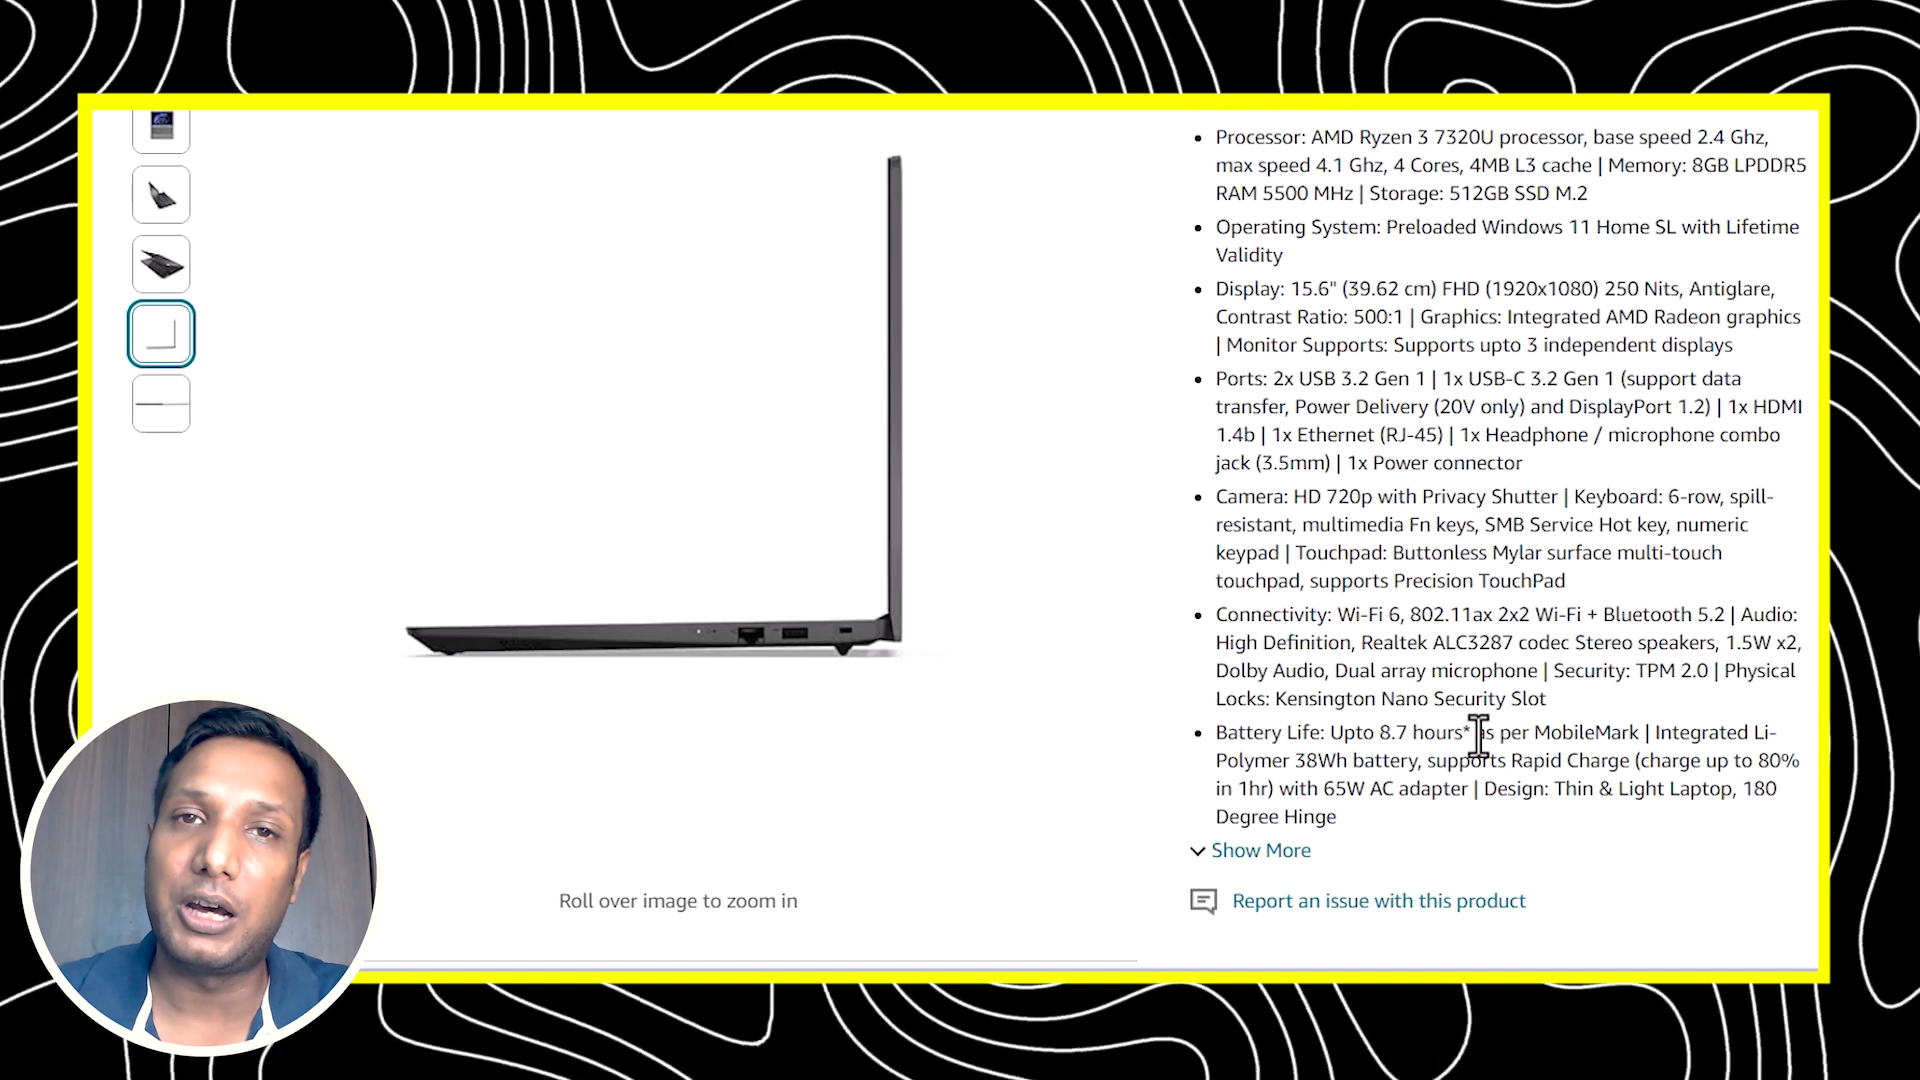 Processor: AMD Ryzen 3 7320U processor, base speed 2.4 Ghz,
max speed 4.1 Ghz, 4 Cores, 4MB L3 cache | Memory: 8GB LPDDR5
RAM 5500 MHz | Storage: 512GB SSD M.2
Operating System: Preloaded Windows 11 Home SL with Lifetime
Validity
Display: 15.6" (39.62 cm) FHD (1920x1080) 250 Nits, Antiglare,
Contrast Ratio: 500:1 | Graphics: Integrated AMD Radeon graphics
| Monitor Supports: Supports upto 3 independent displays
Ports: 2x USB 3.2 Gen 1 | 1x USB-C 3.2 Gen 1 (support data
transfer, Power Delivery (20V only) and DisplayPort 1.2) | 1x HDMI
1.4b | 1x Ethernet (RJ-45) | 1x Headphone / microphone combo
jack (3.5mm) | 1x Power connector
Camera: HD 720p with Privacy Shutter | Keyboard: 6-row, spill-
resistant, multimedia Fn keys, SMB Service Hot key, numeric
keypad | Touchpad: Buttonless Mylar surface multi-touch
touchpad, supports Precision TouchPad
Connectivity: Wi-Fi 6, 802.11ax 2x2 Wi-Fi + Bluetooth 5.2 | Audio:
High Definition, Realtek ALC3287 codec Stereo speakers, 1.5W x2,
Dolby Audio, Dual array microphone | Security: TPM 2.0 | Physical
Locks: Kensington Nano Security Slot
Battery Life: Upto 8.7 hours* as per MobileMark | Integrated Li-
Polymer 38Wh battery, supports Rapid Charge (charge up to 80%
in 1hr) with 65W AC adapter | Design: Thin & Light Laptop, 180
Degree Hinge
Show More
Roll over image to zoom in
Report an issue with this product